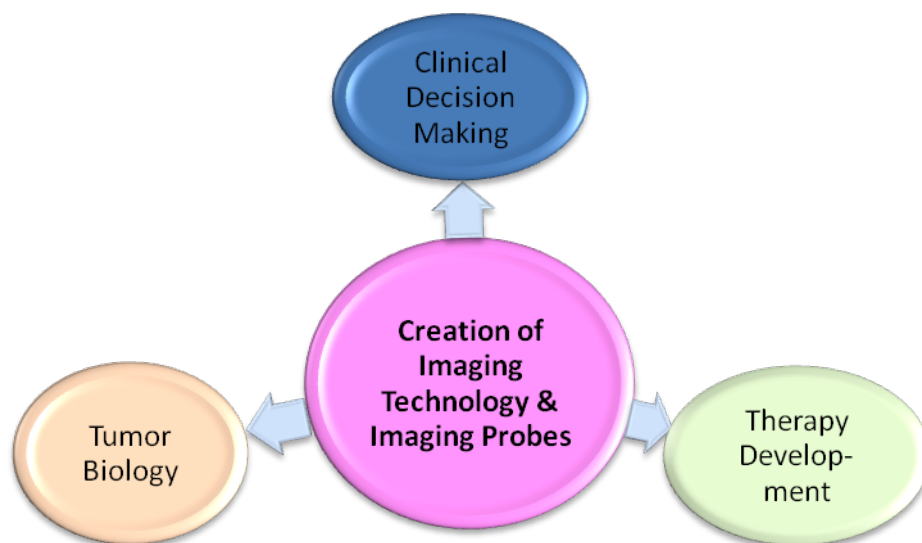 Clinical
Decision
Making
Creation of
Imaging
Technology &
Imaging Probes
Tumor
Biology
Therapy
Develop-
ment